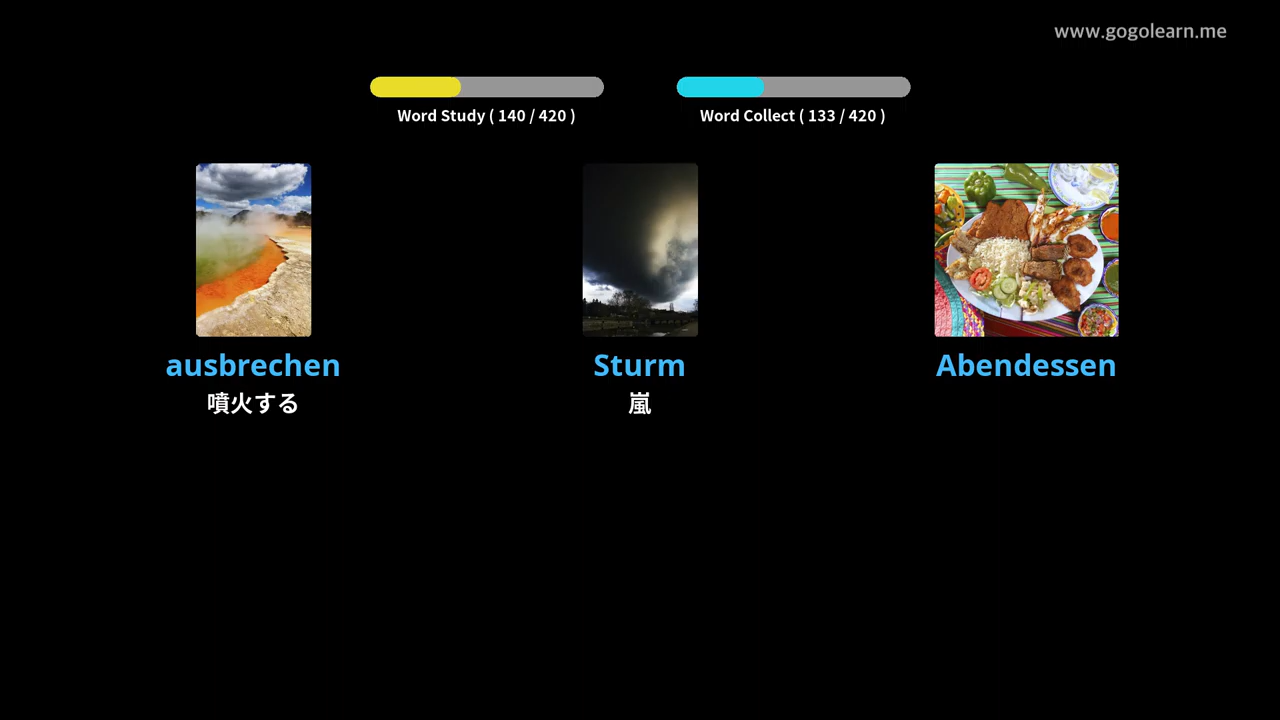 www.gogolearn.me
Word Study ( 140 / 420 )
Word Collect ( 133 / 420 )
ausbrechen
噴火する
Sturm
嵐
Abendessen